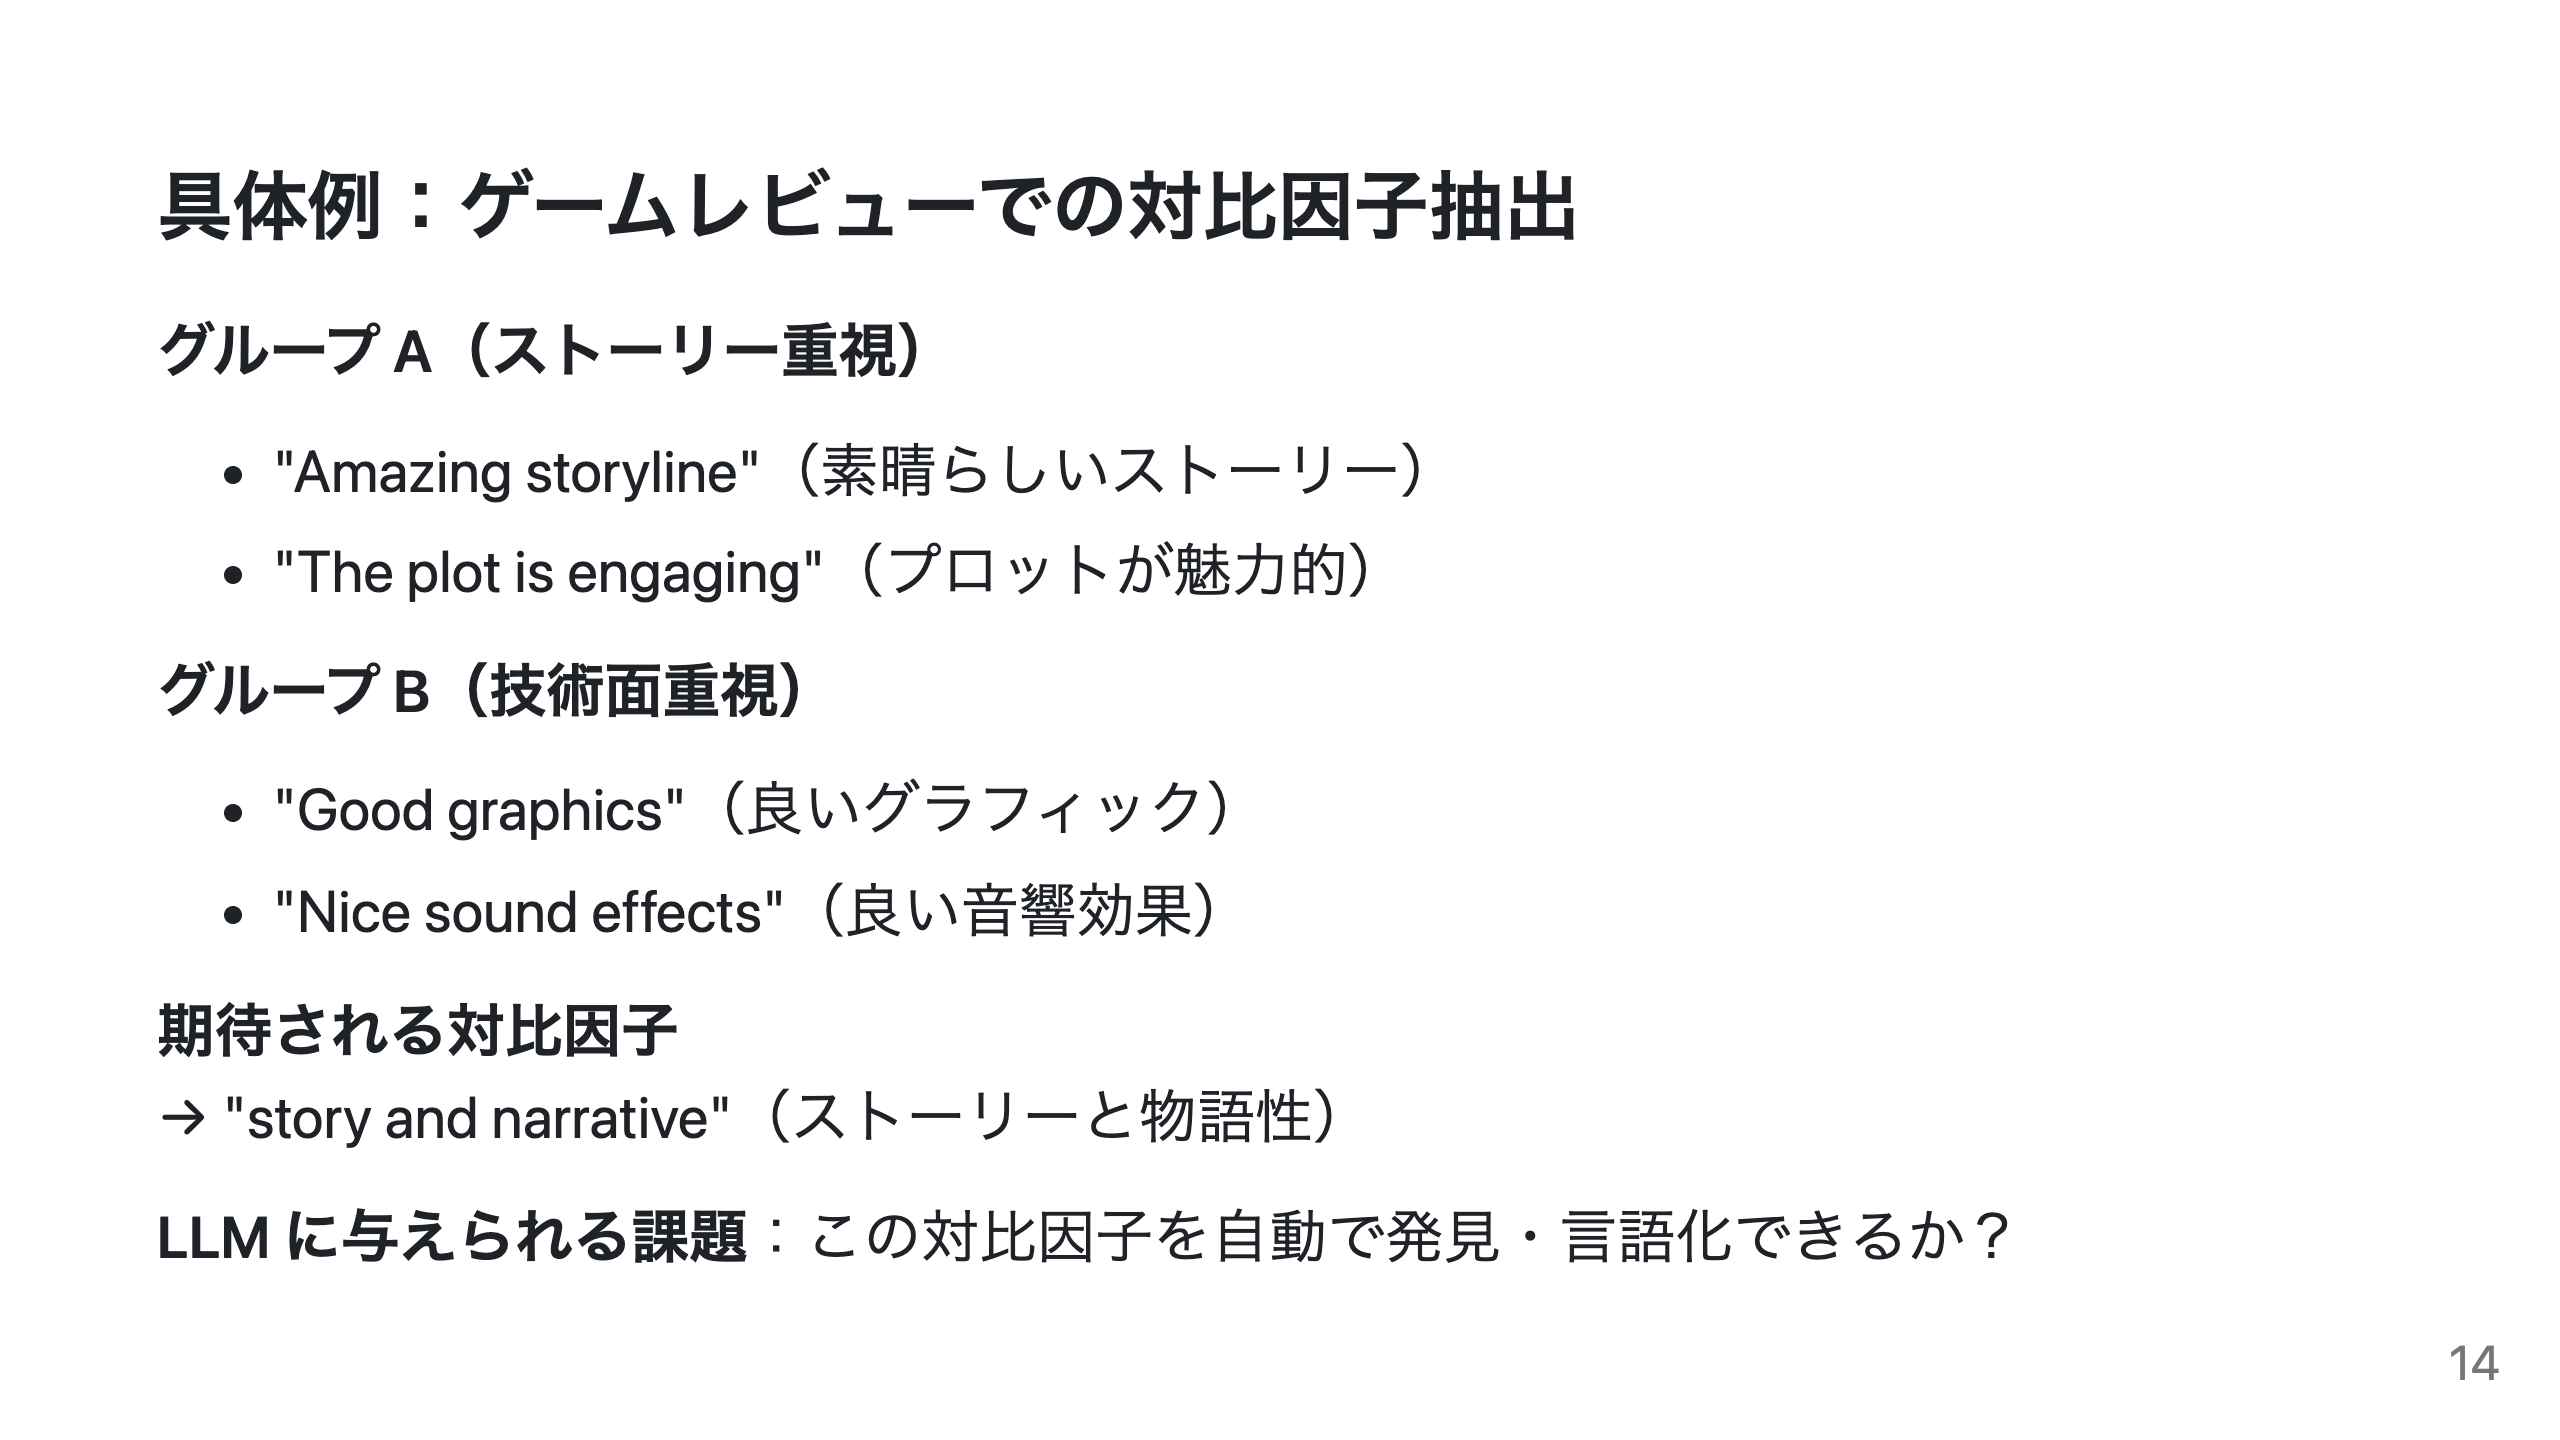 具体例：ゲームレビューでの対比因子抽出
グループ A（ストーリー重視）
• "Amazing storyline"（素晴らしいストーリー）
• "The plot is engaging"（プロットが魅力的）
グループ B（技術面重視）
• "Good graphics"（良いグラフィック）
• "Nice sound effects"（良い音響効果）
期待される対比因子
→ "story and narrative"（ストーリーと物語性）
LLM に与えられる課題：この対比因子を自動で発見・言語化できるか？
14